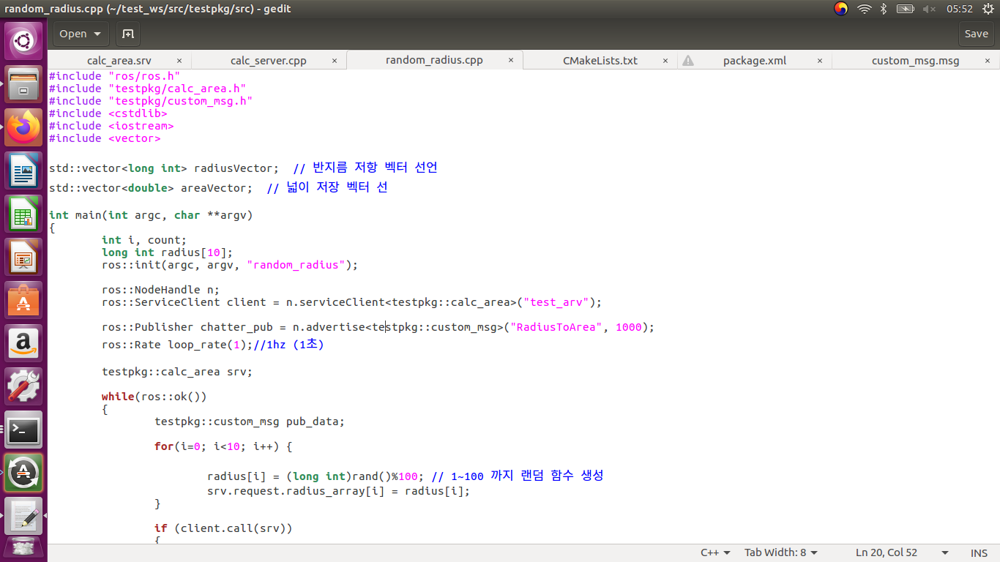 random_radius.cpp (~/test_ws/src/testpkg/src) - gedit
05:52
Open
Save
calc_area.srv × calc_server.cpp × random_radius.cpp × CMakeLists.txt × package.xml × custom_msg.msg ×
#include "ros/ros.h"
#include "testpkg/calc_area.h"
#include "testpkg/custom_msg.h"
#include <cstdlib>
#include <iostream>
#include <vector>
std::vector<long int> radiusVector;  // 반지름 저항 벡터 선언
std::vector<double> areaVector;  // 넓이 저장 벡터 선
int main(int argc, char **argv)
{
int i, count;
long int radius[10];
ros::init(argc, argv, "random_radius");
ros::NodeHandle n;
ros::ServiceClient client = n.serviceClient<testpkg::calc_area>("test_arv");
ros::Publisher chatter_pub = n.advertise<testpkg::custom_msg>("RadiusToArea", 1000);
ros::Rate loop_rate(1);//1hz (1초)
testpkg::calc_area srv;
while(ros::ok())
{
testpkg::custom_msg pub_data;
for(i=0; i<10; i++) {
radius[i] = (long int)rand()%100; // 1~100 까지 랜덤 함수 생성
srv.request.radius_array[i] = radius[i];
}
if (client.call(srv))
{
C++ Tab Width: 8 Ln 20, Col 52 INS